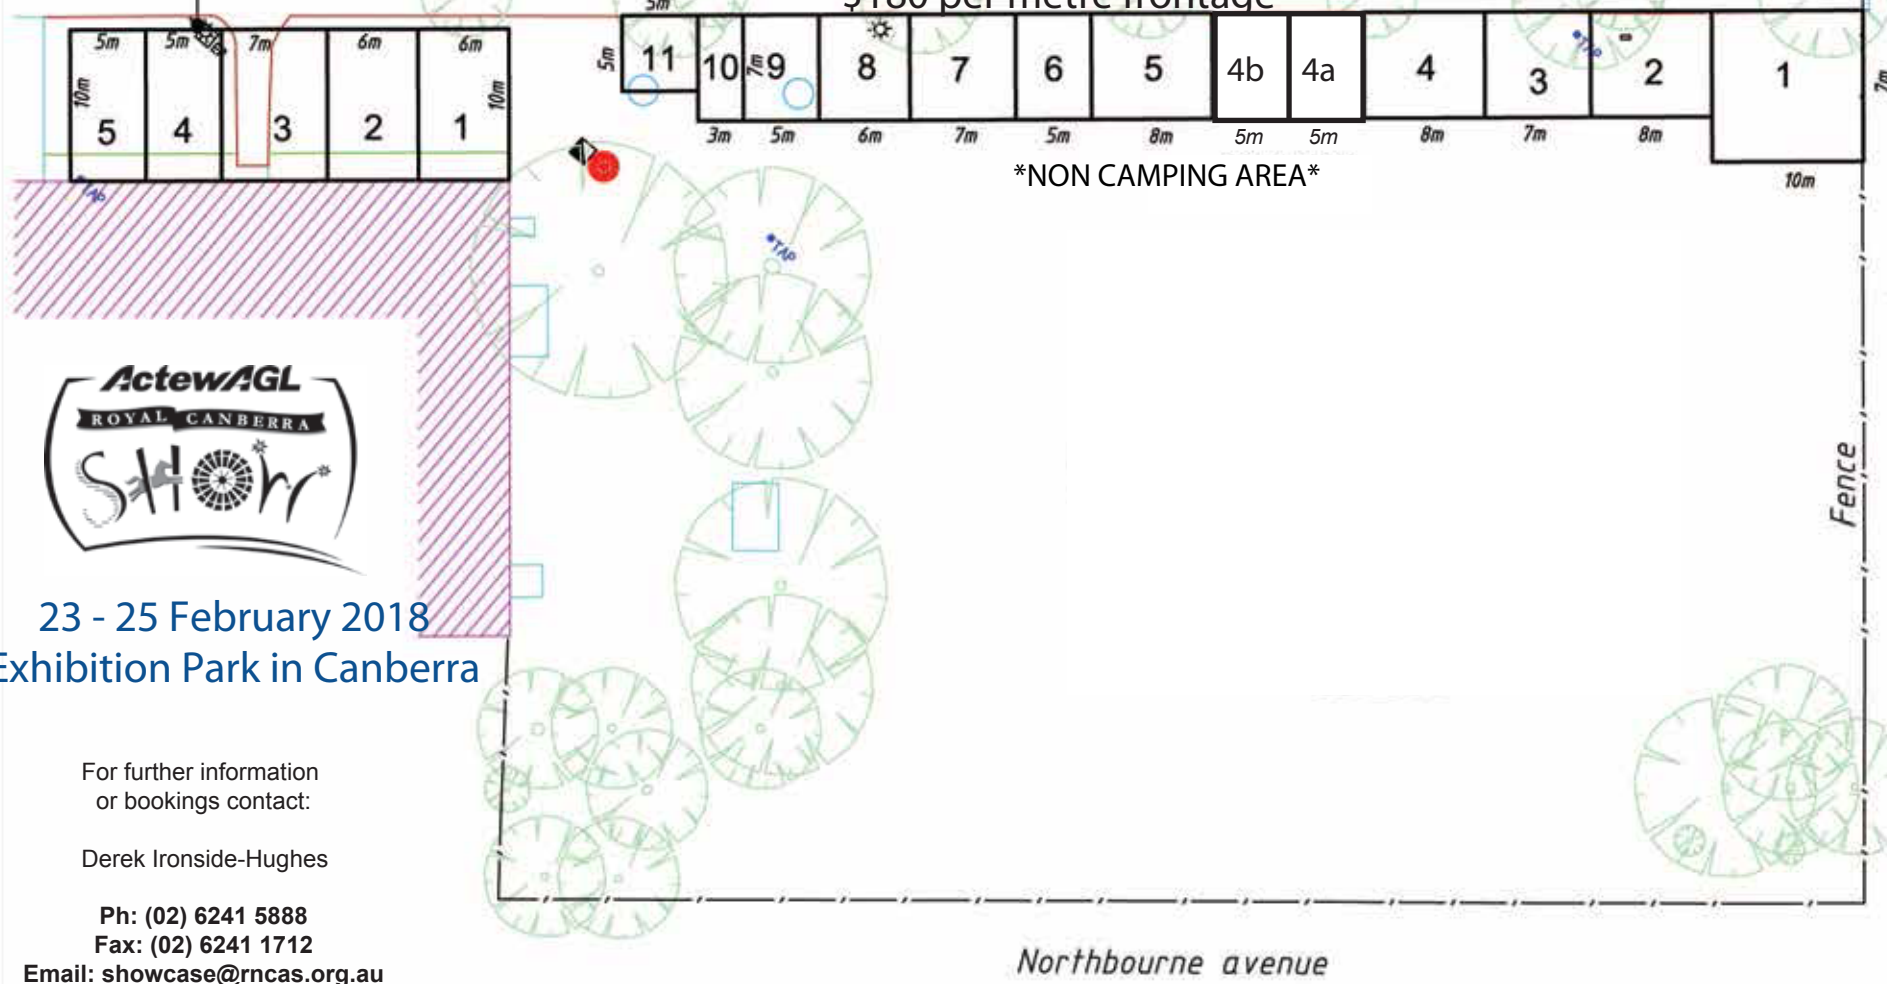 $180 per metre frontage
5m
5m 5m 7m 6m 6m
10m 10m
5 4 3 2 1
5m 7m
11 10 9 8 7 6 5 4b 4a 4 3 2 1
7m
3m 5m 6m 7m 5m 8m 5m 5m 8m 7m 8m
10m
*NON CAMPING AREA*
TAP
TAP
TAP
ActewAGL
ROYAL CANBERRA
SHOW
Fence
23 - 25 February 2018
Exhibition Park in Canberra
For further information
or bookings contact:
Derek Ironside-Hughes
Ph: (02) 6241 5888
Fax: (02) 6241 1712
Email: showcase@rncas.org.au
Northbourne avenue